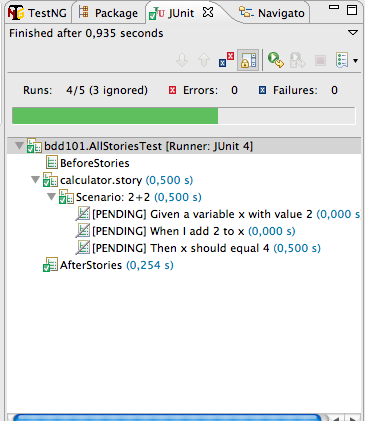 TestNG Package JUnit Navigato
Finished after 0,935 seconds
Runs: 4/5 (3 ignored) Errors: 0 Failures: 0
bdd101.AllStoriesTest [Runner: JUnit 4]
BeforeStories
calculator.story (0,500 s)
Scenario: 2+2 (0,500 s)
[PENDING] Given a variable x with value 2 (0,000 s
[PENDING] When I add 2 to x (0,000 s)
[PENDING] Then x should equal 4 (0,500 s)
AfterStories (0,254 s)